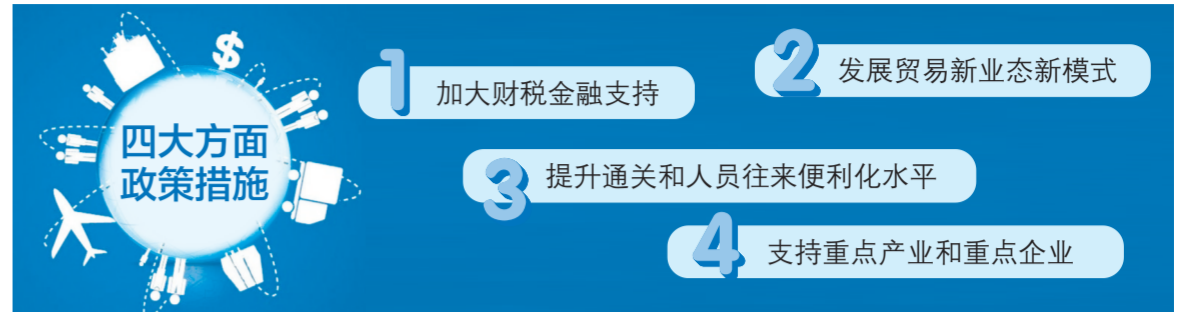 四大方面
政策措施
1 加大财税金融支持
2 发展贸易新业态新模式
3 提升通关和人员往来便利化水平
4 支持重点产业和重点企业
$